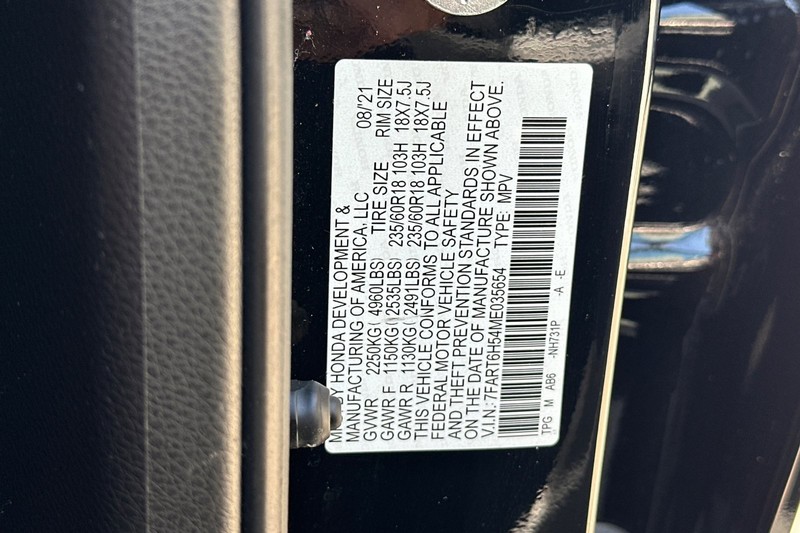 BY HONDA DEVELOPMENT &
MANUFACTURING OF AMERICA, LLC 08/'21
GVWR 2250KG ( 4960LBS) TIRE SIZE RIM SIZE
GAWR F 1150KG ( 2535LBS) 235/60R18 103H 18X7.5J
GAWR R 1130KG ( 2491LBS) 235/60R18 103H 18X7.5J
THIS VEHICLE CONFORMS TO ALL APPLICABLE
FEDERAL MOTOR VEHICLE SAFETY
AND THEFT PREVENTION STANDARDS IN EFFECT
ON THE DATE OF MANUFACTURE SHOWN ABOVE.
V.I.N.: 7FART6H54ME035654 TYPE: MPV
TPG M AB6 -NH731P -A -E